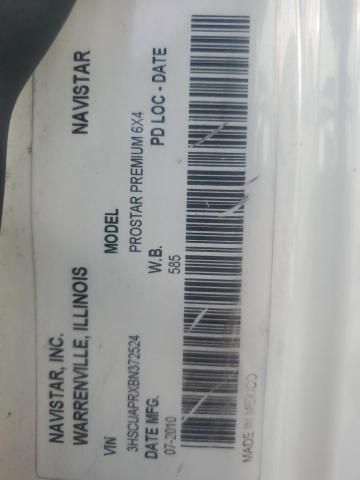 NAVISTAR, INC. NAVISTAR
WARRENVILLE, ILLINOIS
VIN MODEL
3HSCUAPRXBN372524 PROSTAR PREMIUM 6X4
DATE MFG. W.B. PD LOC - DATE
07-2010 585
MADE IN MEXICO